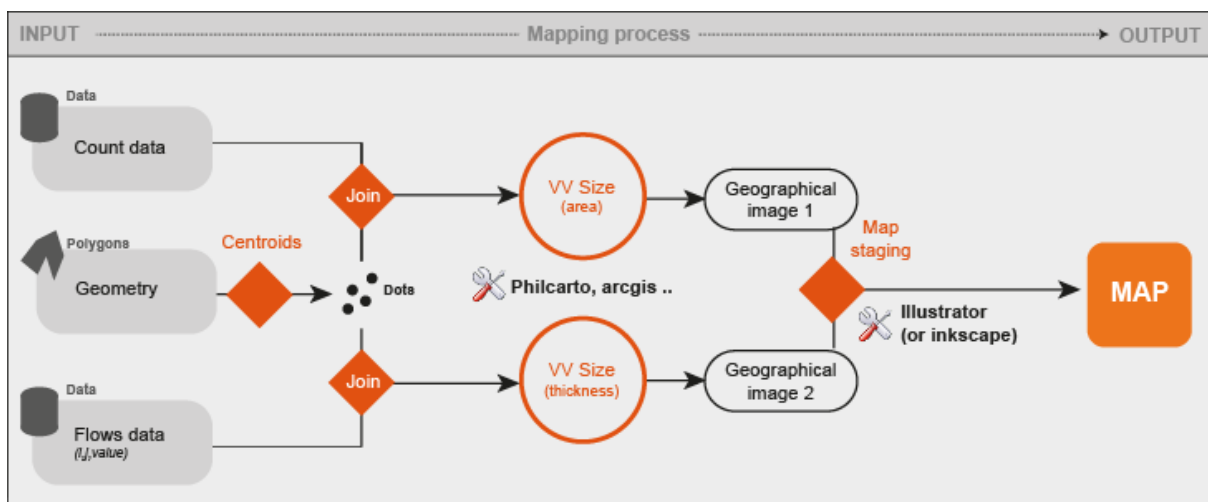 INPUT
Mapping process
OUTPUT
Data
Count data
Join
VV Size
(area)
Geographical
image 1
Polygons
Geometry
Centroids
Dots
Philcarto, arcgis ..
Map
staging
Illustrator
(or inkscape)
MAP
Data
Flows data
(I,j,value)
Join
VV Size
(thickness)
Geographical
image 2